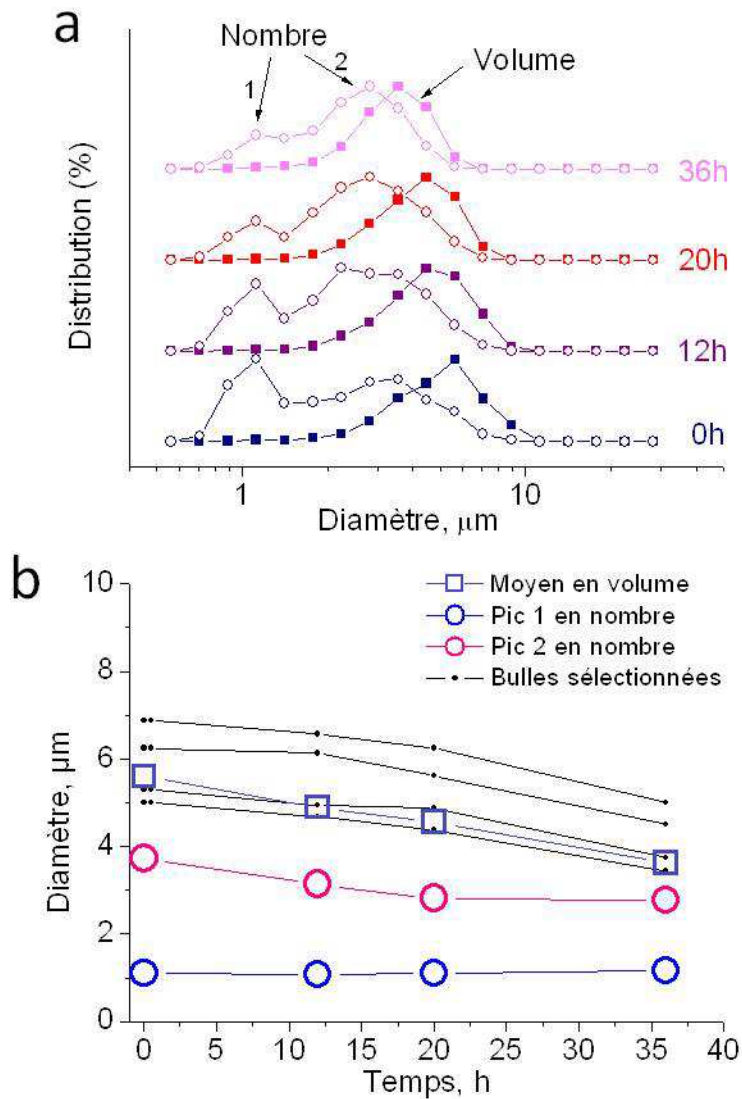 a
Nombre
1
2
Volume
Distribution (%)
36h
20h
12h
0h
1
10
Diamètre, µm
b
Moyen en volume
Pic 1 en nombre
Pic 2 en nombre
Bulles sélectionnées
Diamètre, µm
10
8
6
4
2
0
0 5 10 15 20 25 30 35 40
Temps, h